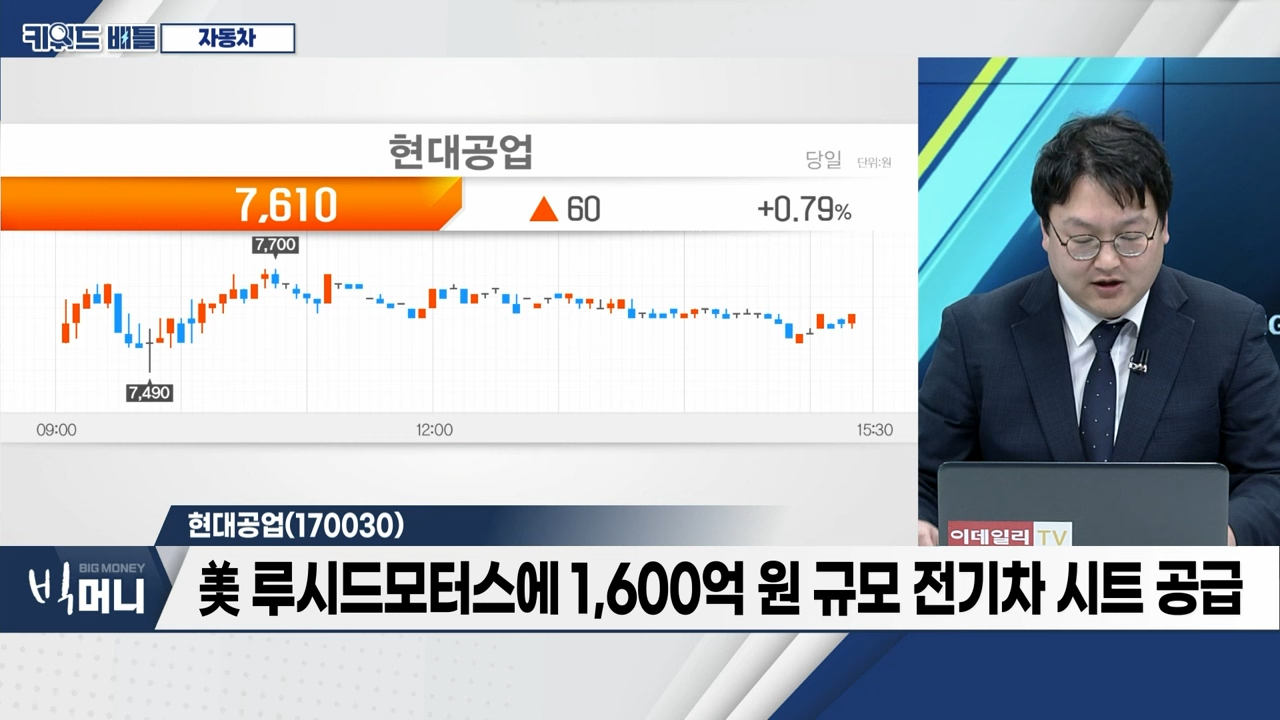 키워드 배틀
자동차
현대공업
당일 단위:원
7,610 ▲ 60 +0.79%
7,700
7,490
09:00 12:00 15:30
이데일리 TV
현대공업(170030)
BIG MONEY
빅머니
美 루시드모터스에 1,600억 원 규모 전기차 시트 공급